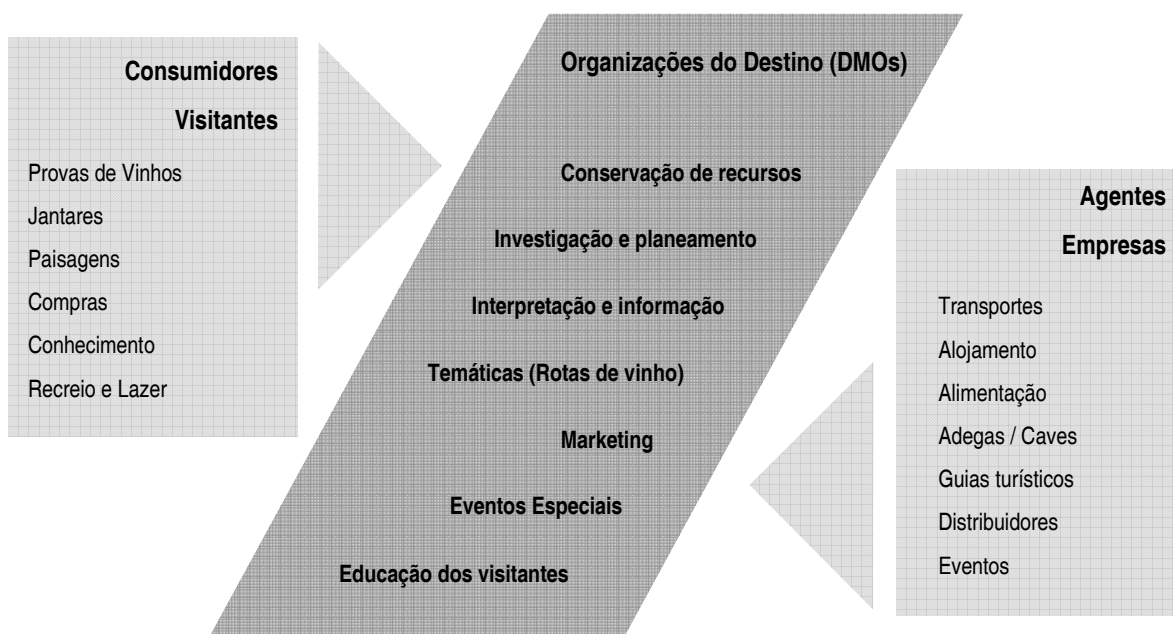 Consumidores
Visitantes
Provas de Vinhos
Jantares
Paisagens
Compras
Conhecimento
Recreio e Lazer
Organizações do Destino (DMOs)
Conservação de recursos
Investigação e planeamento
Interpretação e informação
Temáticas (Rotas de vinho)
Marketing
Eventos Especiais
Educação dos visitantes
Agentes
Empresas
Transportes
Alojamento
Alimentação
Adegas / Caves
Guias turísticos
Distribuidores
Eventos